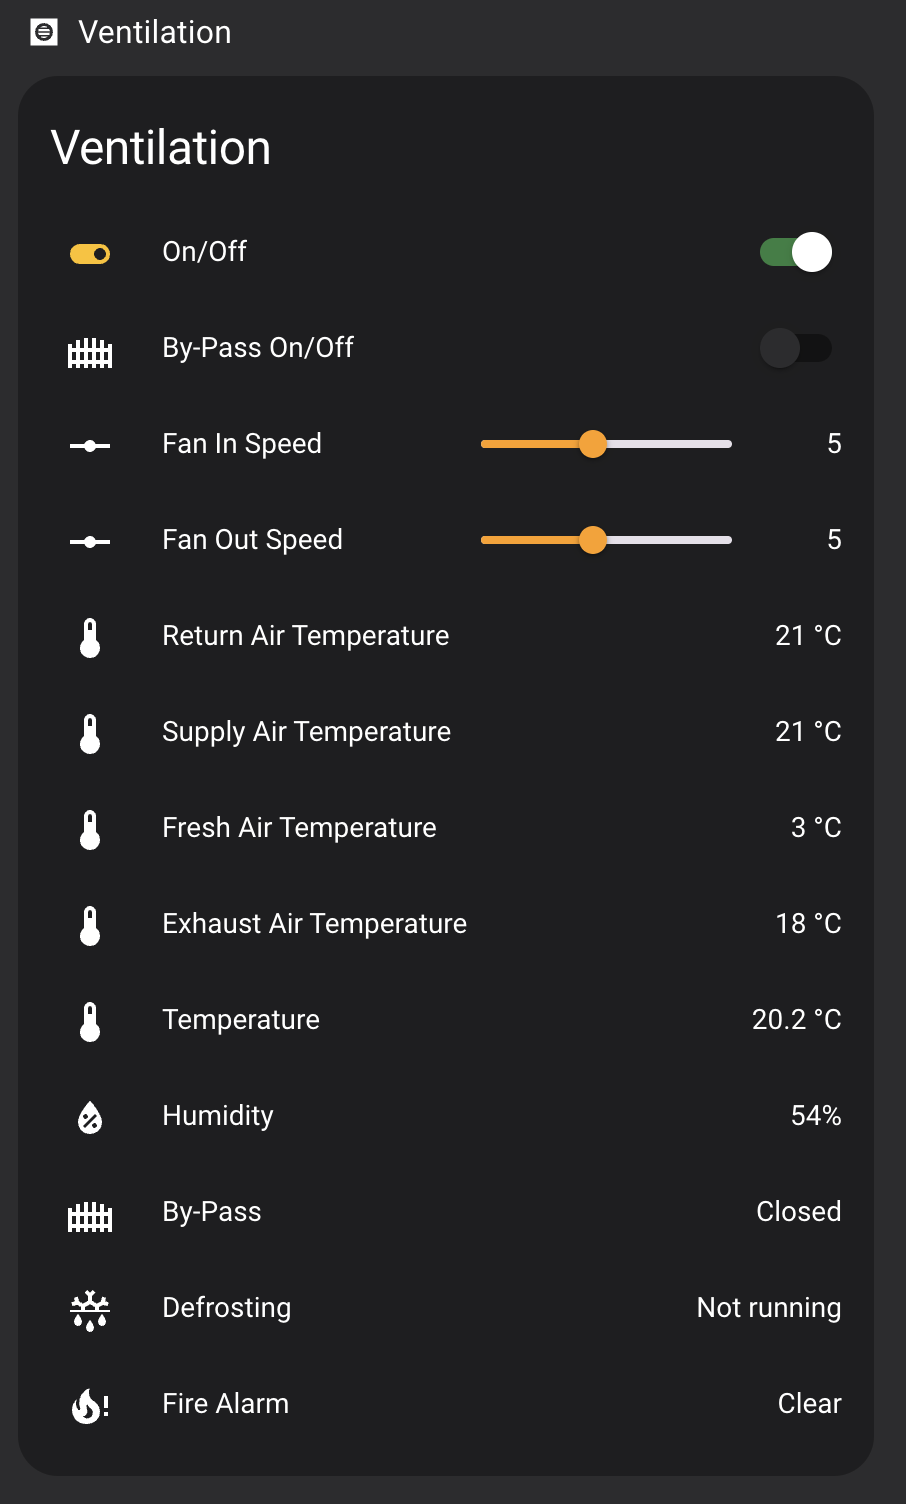 Ventilation
Ventilation
On/Off
By-Pass On/Off
Fan In Speed 5
Fan Out Speed 5
Return Air Temperature 21 °C
Supply Air Temperature 21 °C
Fresh Air Temperature 3 °C
Exhaust Air Temperature 18 °C
Temperature 20.2 °C
Humidity 54%
By-Pass Closed
Defrosting Not running
Fire Alarm Clear